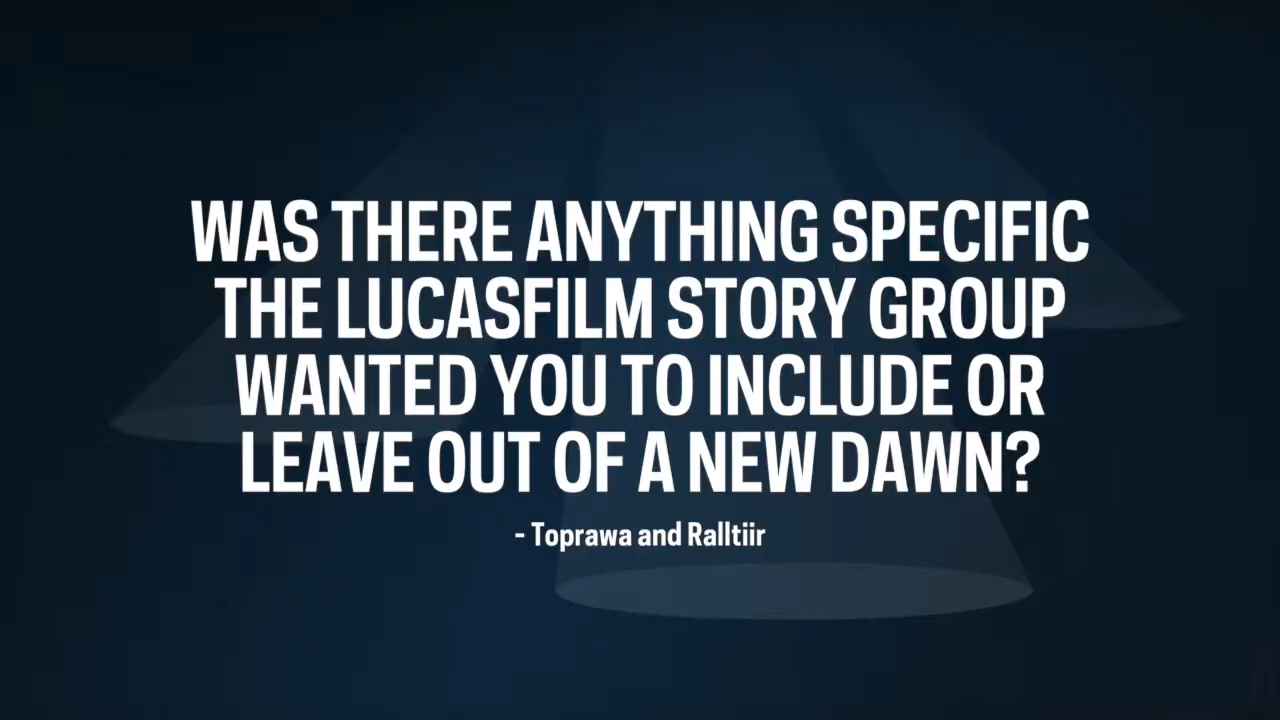 WAS THERE ANYTHING SPECIFIC
THE LUCASFILM STORY GROUP
WANTED YOU TO INCLUDE OR
LEAVE OUT OF A NEW DAWN?
- Toprawa and Ralltiir